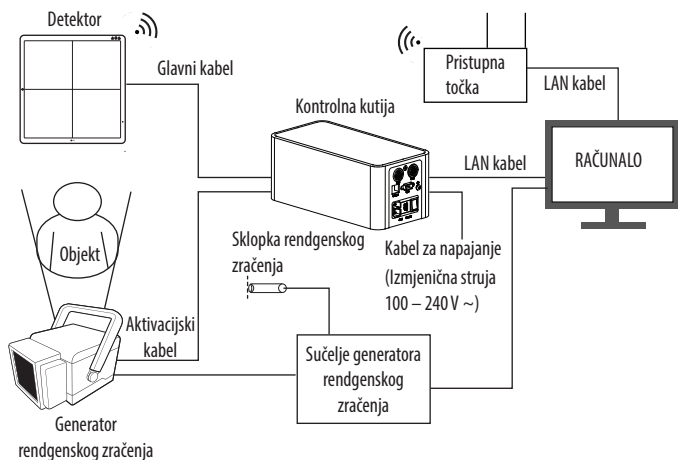 Detektor
Glavni kabel
Pristupna
točka
LAN kabel
Kontrolna kutija
LAN kabel
RAČUNALO
Objekt
Sklopka rendgenskog
zračenja
Kabel za napajanje
(Izmjenična struja
100 – 240 V ~)
Aktivacijski
kabel
Sučelje generatora
rendgenskog
zračenja
Generator
rendgenskog zračenja